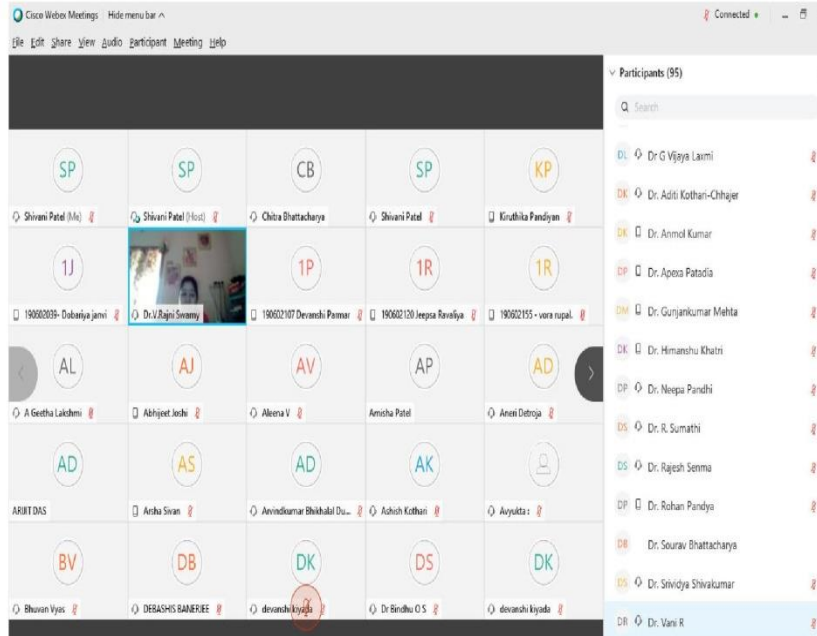 Cisco Webex Meetings Hide menu bar
Connected
File Edit Share View Audio Participant Meeting Help
Participants (95)
Search
SP SP CB SP KP
Shivani Patel (Me) Shivani Patel (Host) Chitra Bhattacharya Shivani Patel Kiruthika Pandiyan
1J 1P 1R 1R
190602039- Dobariya janvi Dr.V.Rajni Swamy 190602107 Devanshi Parmar 190602120 Jeepsa Ravaliya 190602155 - vora rupal.
AL AJ AV AP AD
A Geetha Lakshmi Abhijeet Joshi Aleena V Amisha Patel Aneri Detroja
AD AS AD AK
ARIJIT DAS Arsha Sivan Arvindkumar Bhikhalal Du... Ashish Kothari Avyukta :
BV DB DK DS DK
Bhuvan Vyas DEBASHIS BANERJEE devanshi kiyada Dr Bindhu O S devanshi kiyada
DL Dr G Vijaya Laxmi
DK Dr. Aditi Kothari-Chhajer
DK Dr. Anmol Kumar
DP Dr. Apexa Patadia
DM Dr. Gunjankumar Mehta
DK Dr. Himanshu Khatri
DP Dr. Neepa Pandhi
DS Dr. R. Sumathi
DS Dr. Rajesh Senma
DP Dr. Rohan Pandya
DB Dr. Sourav Bhattacharya
DS Dr. Srividya Shivakumar
DR Dr. Vani R